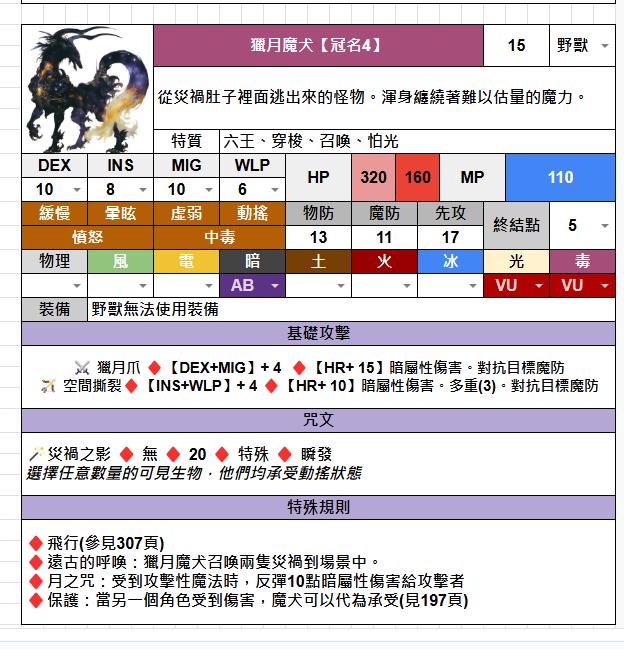 獵月魔犬【冠名4】 15 野獸
從災禍肚子裡面逃出來的怪物。渾身纏繞著難以估量的魔力。
特質 六王、穿梭、召喚、怕光
DEX INS MIG WLP HP 320 160 MP 110
10 8 10 6
緩慢 暈眩 虛弱 動搖 物防 魔防 先攻 終結點 5
憤怒 中毒 13 11 17
物理 風 電 暗 土 火 冰 光 毒
AB VU VU
裝備 野獸無法使用裝備
基礎攻擊
⚔️ 獵月爪 ♦️【DEX+MIG】+ 4 ♦️【HR+ 15】暗屬性傷害。對抗目標魔防
🏹 空間撕裂♦️【INS+WLP】+ 4 ♦️【HR+ 10】暗屬性傷害。多重(3)。對抗目標魔防
咒文
🪄災禍之影 ♦️ 無 ♦️ 20 ♦️ 特殊 ♦️ 瞬發
選擇任意數量的可見生物，他們均承受動搖狀態
特殊規則
♦️飛行(參見307頁)
♦️遠古的呼喚：獵月魔犬召喚兩隻災禍到場景中。
♦️月之咒：受到攻擊性魔法時，反彈10點暗屬性傷害給攻擊者
♦️保護：當另一個角色受到傷害，魔犬可以代為承受(見197頁)